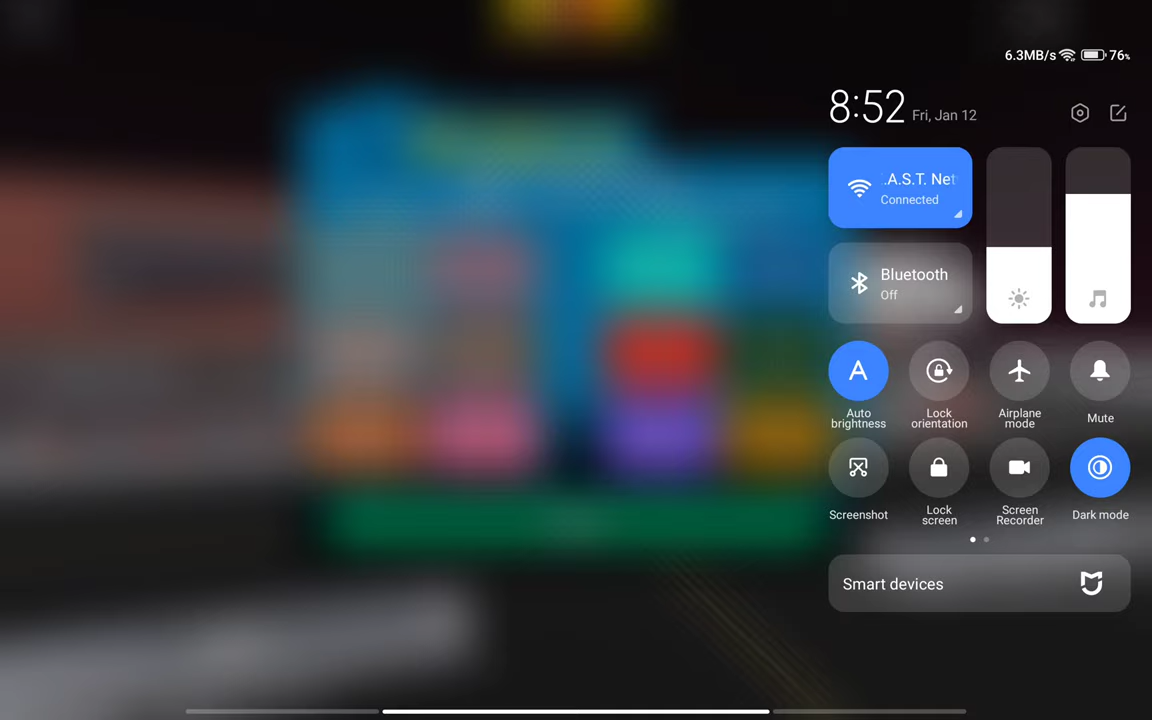 6.3MB/s 76%
8:52 Fri, Jan 12
.A.S.T. Net
Connected
Bluetooth
Off
Auto
brightness
Lock
orientation
Airplane
mode
Mute
Screenshot
Lock
screen
Screen
Recorder
Dark mode
Smart devices